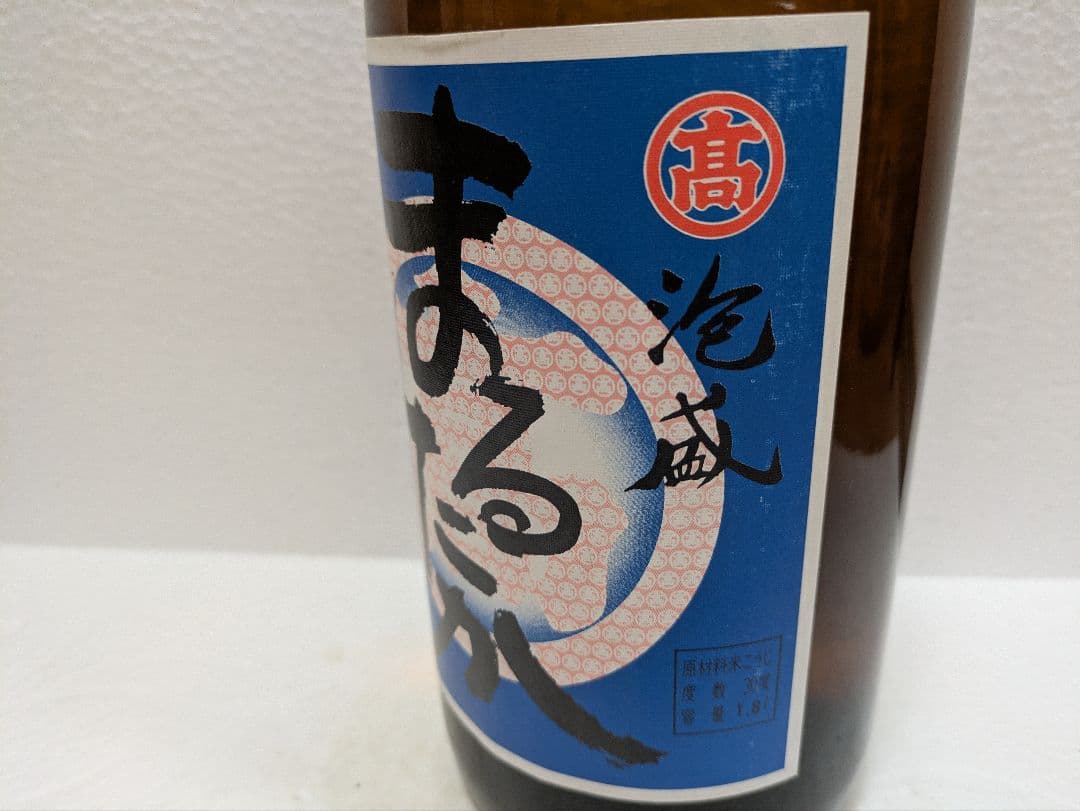 髙
泡盛
まるたか
原材料米こうじ
度数 30度
容量 1.8ℓ